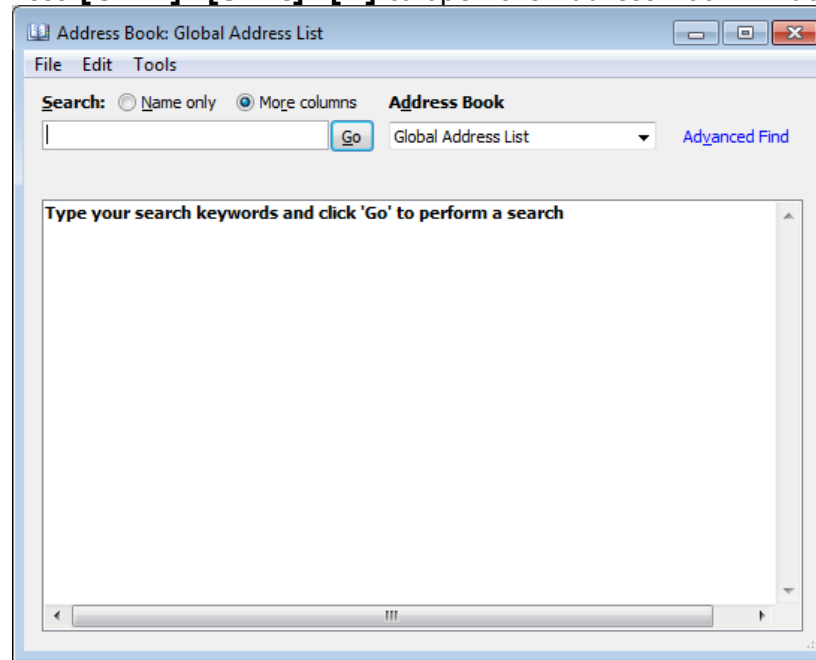 Address Book: Global Address List
File Edit Tools
Search: Name only More columns Address Book
Go Global Address List Advanced Find
Type your search keywords and click 'Go' to perform a search